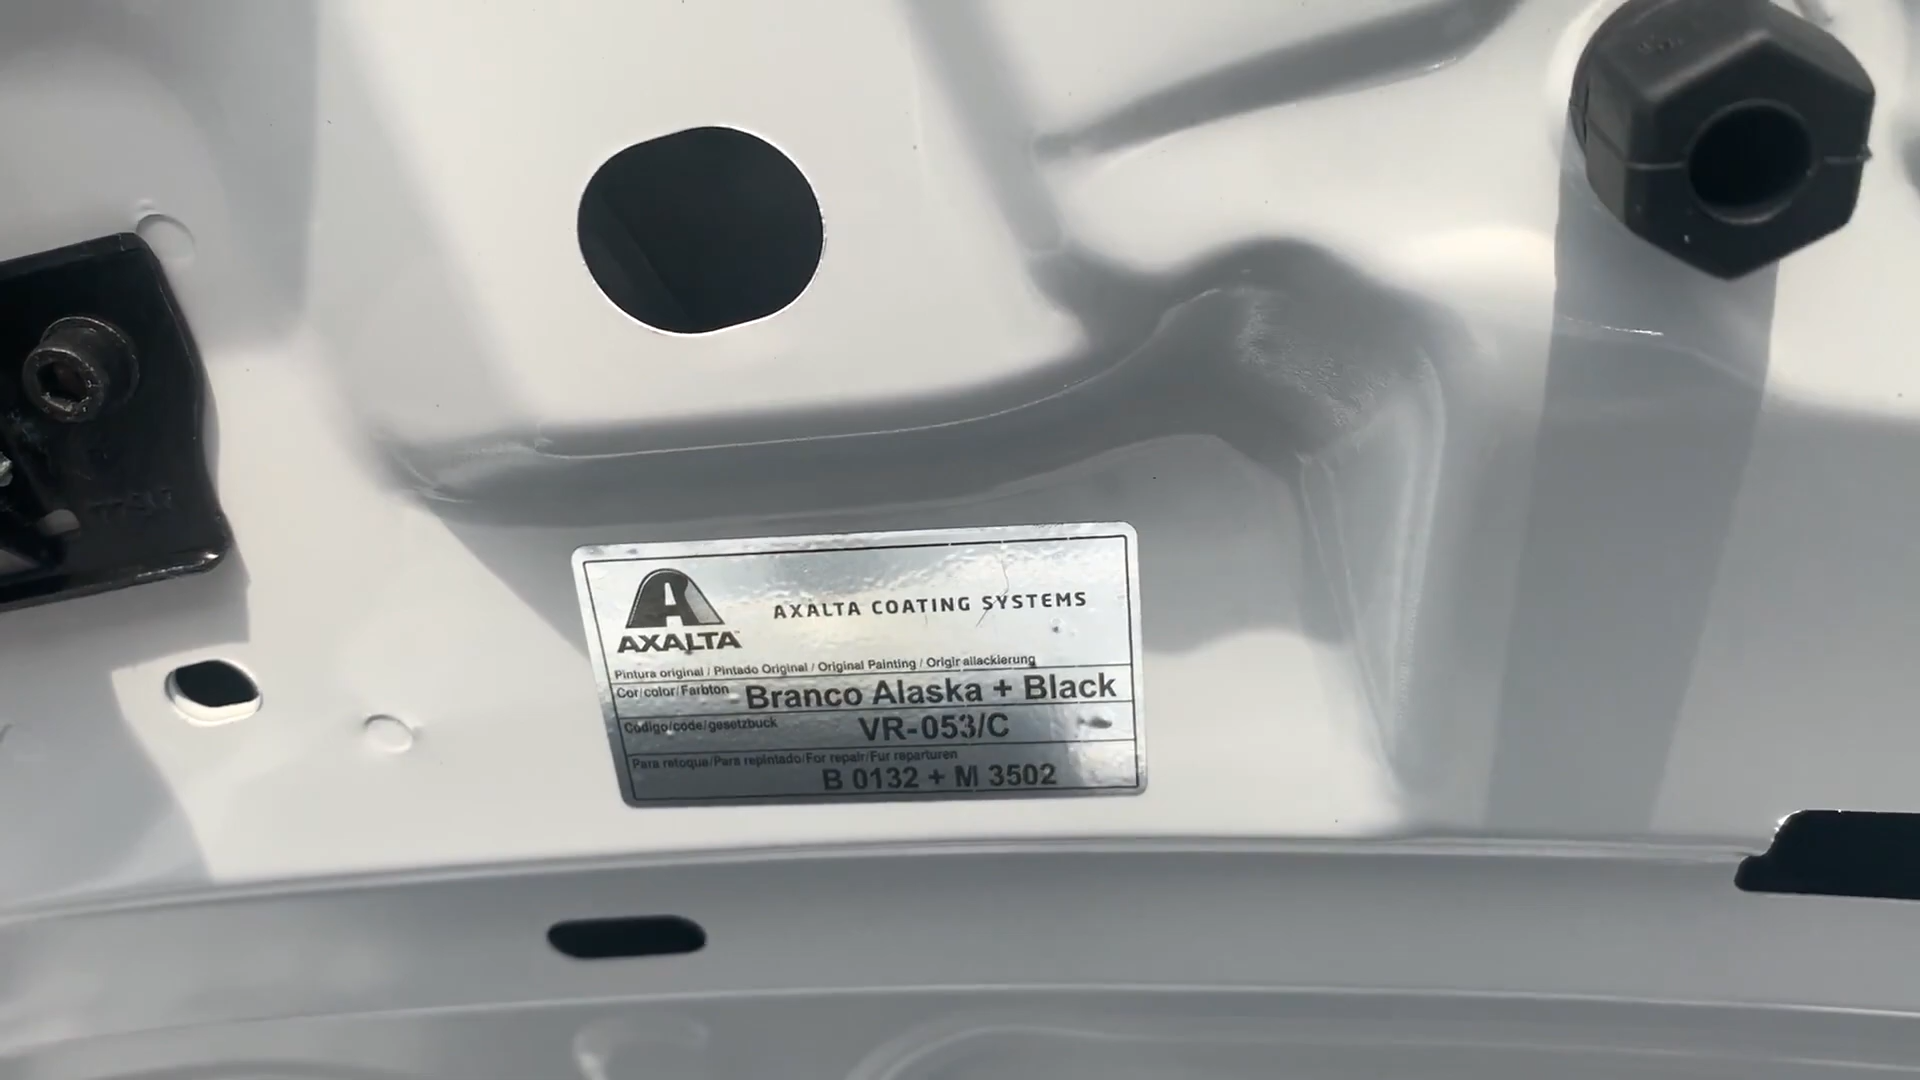 A
AXALTA
AXALTA COATING SYSTEMS
Pintura original / Pintado Original / Original Painting / Origir allackierung
Cor/color/Farbton Branco Alaska + Black
Codigo/code/gesetzbuck VR-053/C
Para retoque/Para repintado/For repair/Fur reparturen
B 0132 + M 3502